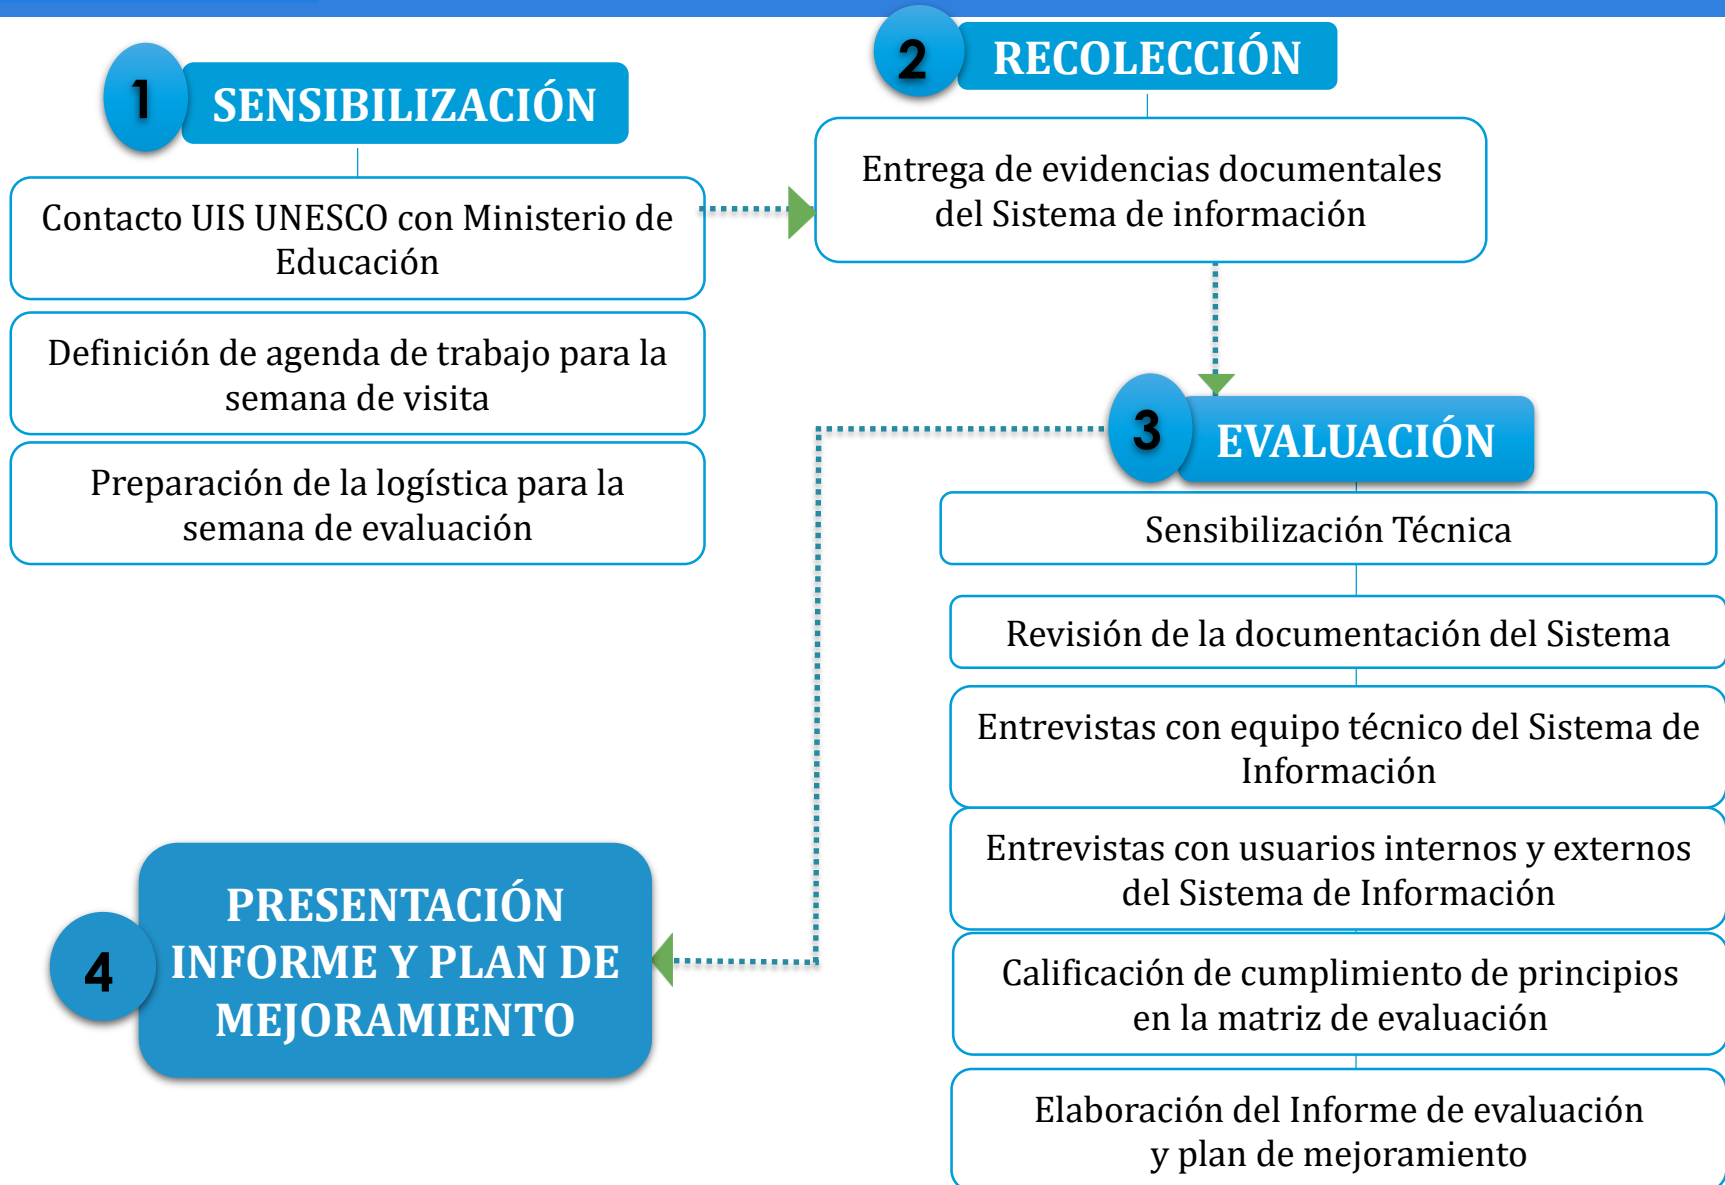 1
SENSIBILIZACIÓN
Contacto UIS UNESCO con Ministerio de
Educación
Definición de agenda de trabajo para la
semana de visita
Preparación de la logística para la
semana de evaluación
2
RECOLECCIÓN
Entrega de evidencias documentales
del Sistema de información
3
EVALUACIÓN
Sensibilización Técnica
Revisión de la documentación del Sistema
Entrevistas con equipo técnico del Sistema de
Información
Entrevistas con usuarios internos y externos
del Sistema de Información
Calificación de cumplimiento de principios
en la matriz de evaluación
Elaboración del Informe de evaluación
y plan de mejoramiento
4
PRESENTACIÓN
INFORME Y PLAN DE
MEJORAMIENTO